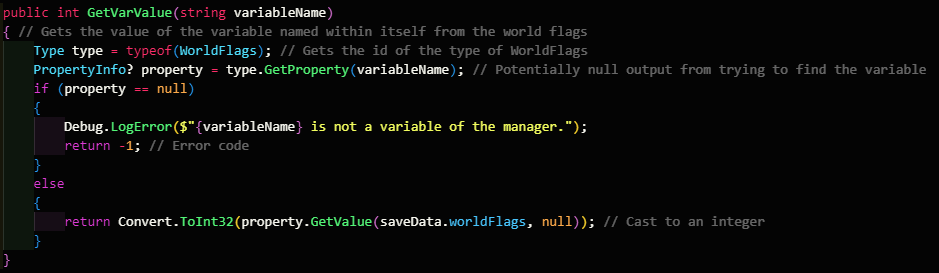 public int GetVarValue(string variableName)
{ // Gets the value of the variable named within itself from the world flags
    Type type = typeof(WorldFlags); // Gets the id of the type of WorldFlags
    PropertyInfo? property = type.GetProperty(variableName); // Potentially null output from trying to find the variable
    if (property == null)
    {
        Debug.LogError($"{variableName} is not a variable of the manager.");
        return -1; // Error code
    }
    else
    {
        return Convert.ToInt32(property.GetValue(saveData.worldFlags, null)); // Cast to an integer
    }
}